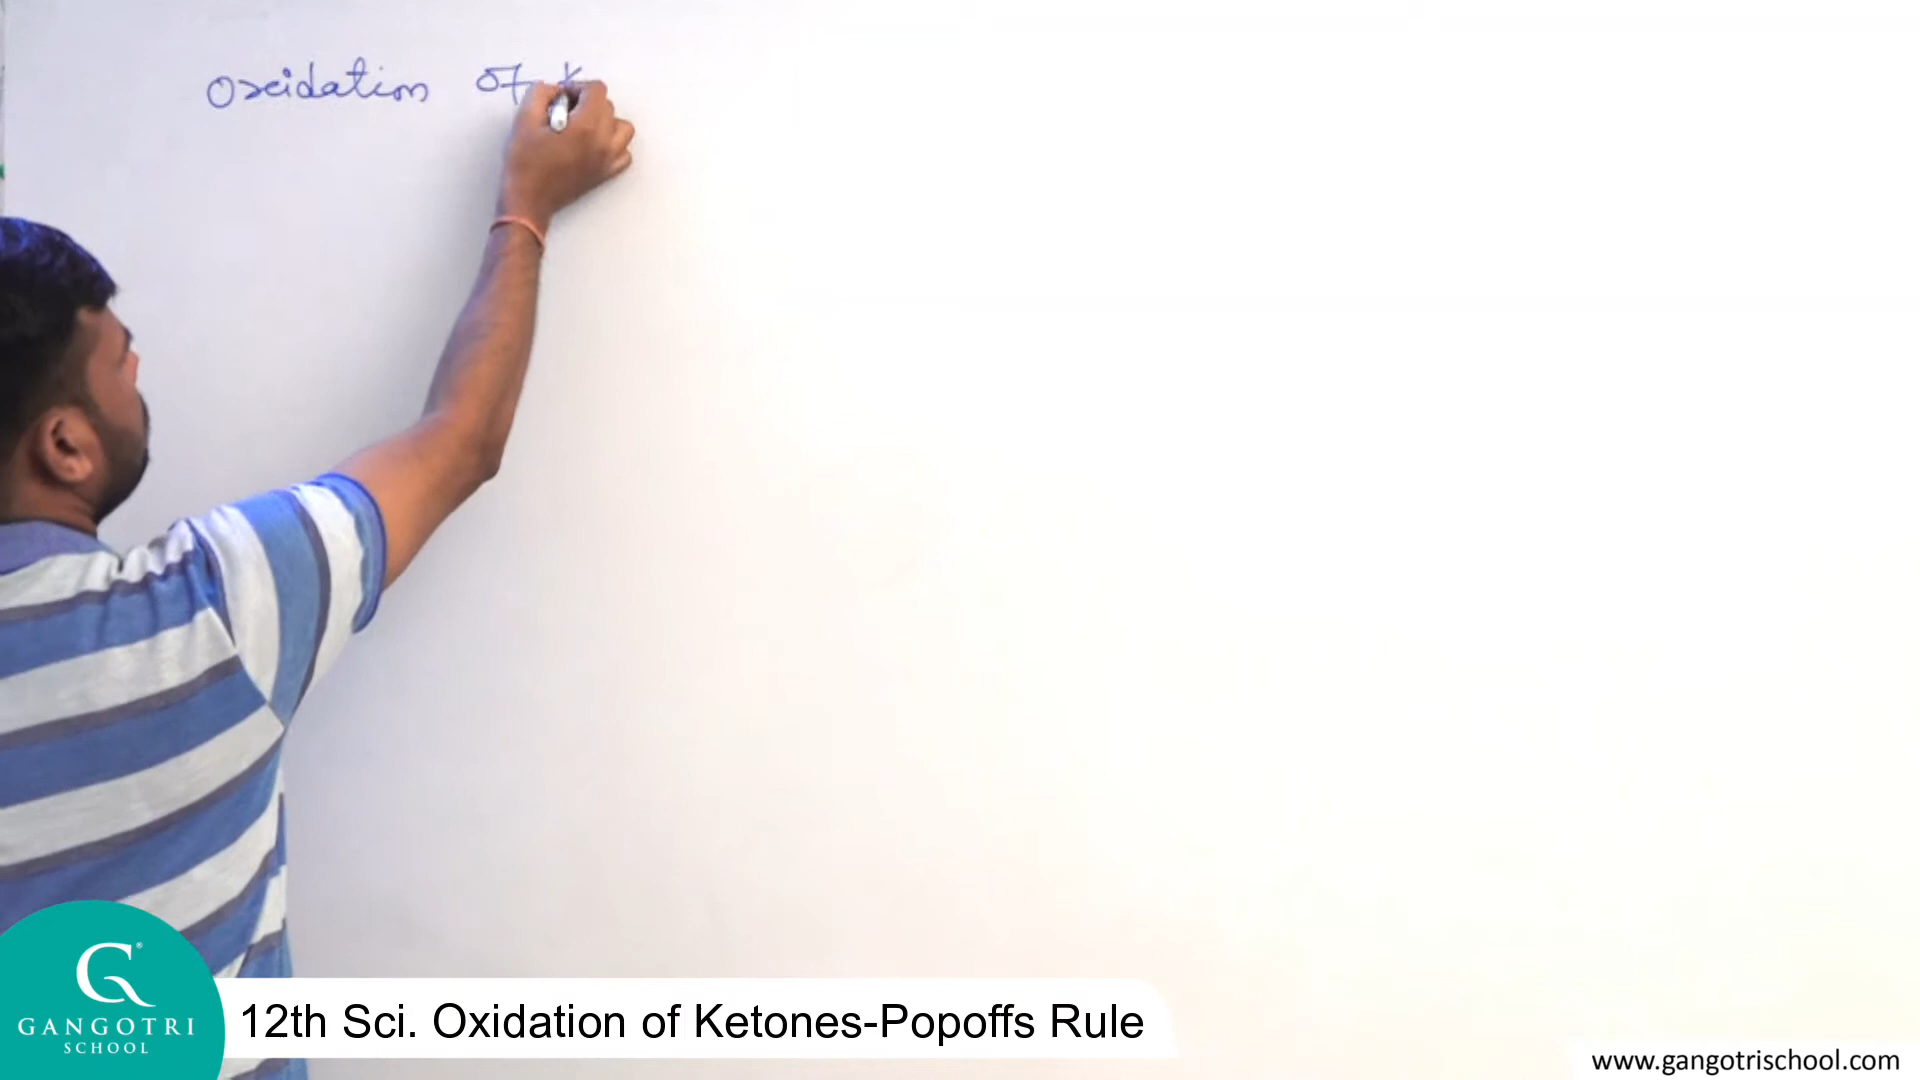 Oxidation of K
G®
GANGOTRI
SCHOOL
12th Sci. Oxidation of Ketones-Popoffs Rule
www.gangotrischool.com